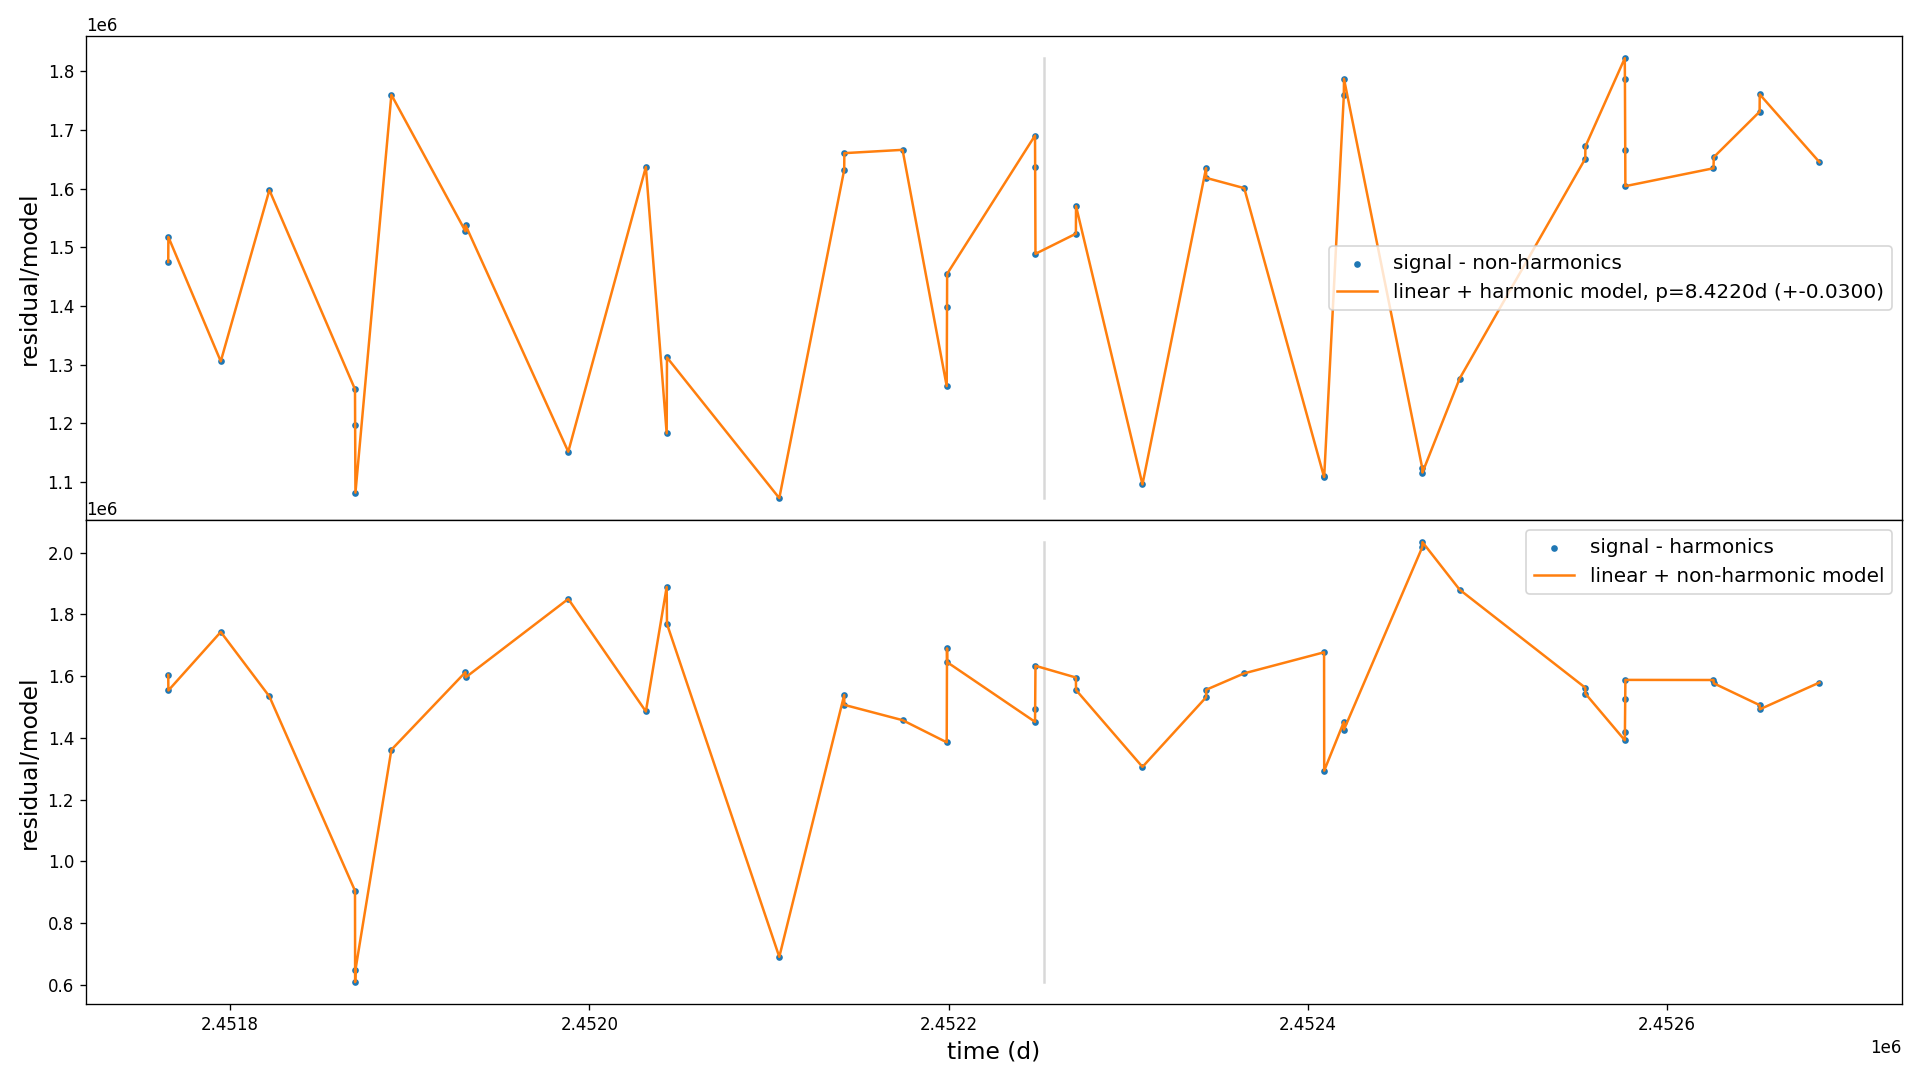 1e6
1.8
1.7
1.6
1.5
1.4
1.3
1.2
1.1
residual/model
signal - non-harmonics
linear + harmonic model, p=8.4220d (+-0.0300)
1e6
2.0
1.8
1.6
1.4
1.2
1.0
0.8
0.6
residual/model
signal - harmonics
linear + non-harmonic model
2.4518 2.4520 2.4522 2.4524 2.4526
time (d)
1e6